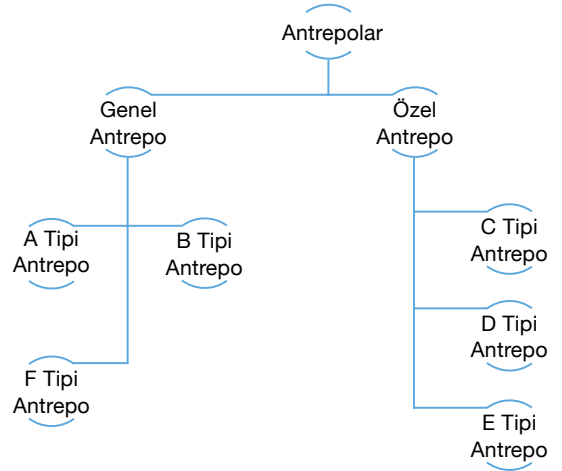 Antrepolar
Genel
Antrepo
Özel
Antrepo
A Tipi
Antrepo
B Tipi
Antrepo
C Tipi
Antrepo
D Tipi
Antrepo
F Tipi
Antrepo
E Tipi
Antrepo